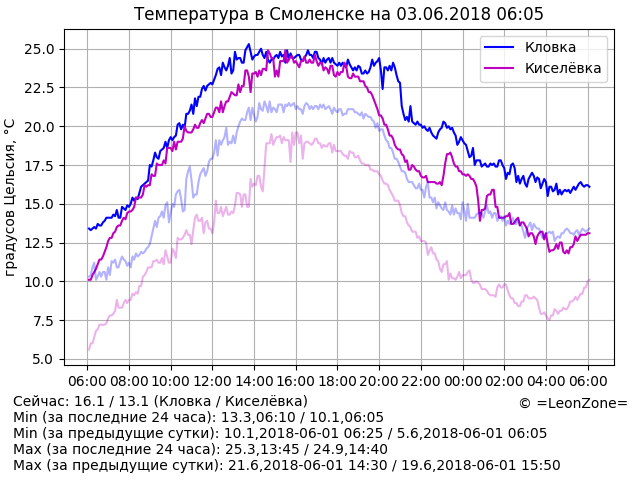 Температура в Смоленске на 03.06.2018 06:05
градусов Цельсия, °C
25.0
22.5
20.0
17.5
15.0
12.5
10.0
7.5
5.0
Кловка
Киселёвка
06:00 08:00 10:00 12:00 14:00 16:00 18:00 20:00 22:00 00:00 02:00 04:00 06:00
Сейчас: 16.1 / 13.1 (Кловка / Киселёвка)
© =LeonZone=
Min (за последние 24 часа): 13.3,06:10 / 10.1,06:05
Min (за предыдущие сутки): 10.1,2018-06-01 06:25 / 5.6,2018-06-01 06:05
Max (за последние 24 часа): 25.3,13:45 / 24.9,14:40
Max (за предыдущие сутки): 21.6,2018-06-01 14:30 / 19.6,2018-06-01 15:50